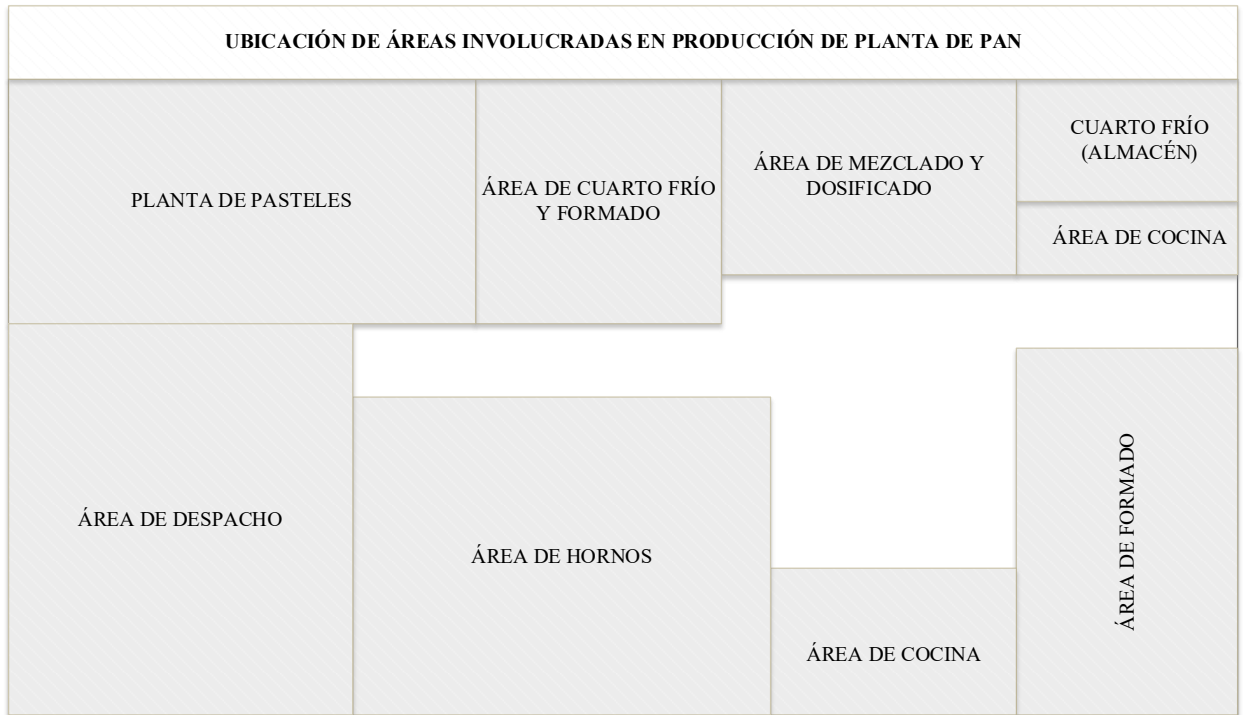 UBICACIÓN DE ÁREAS INVOLUCRADAS EN PRODUCCIÓN DE PLANTA DE PAN
PLANTA DE PASTELES
ÁREA DE CUARTO FRÍO
Y FORMADO
ÁREA DE MEZCLADO Y
DOSIFICADO
CUARTO FRÍO
(ALMACÉN)
ÁREA DE COCINA
ÁREA DE DESPACHO
ÁREA DE HORNOS
ÁREA DE COCINA
ÁREA DE FORMADO